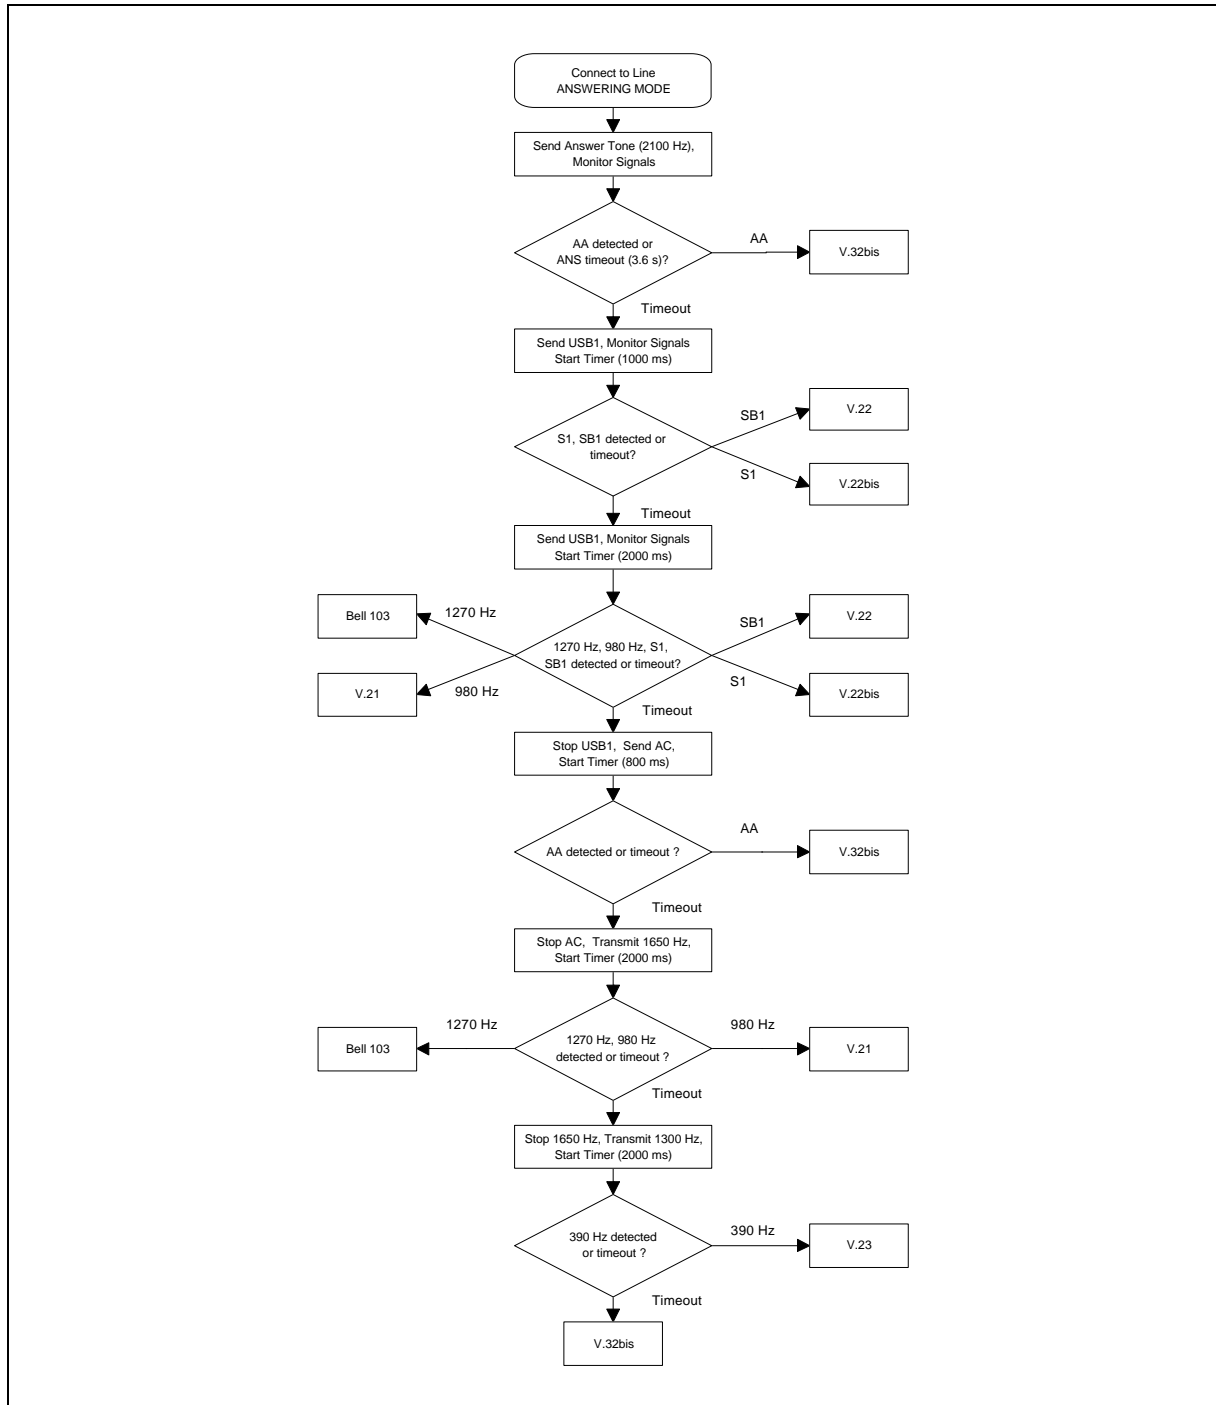 Connect to Line
ANSWERING MODE
Send Answer Tone (2100 Hz),
Monitor Signals
AA detected or
ANS timeout (3.6 s)?
AA
V.32bis
Timeout
Send USB1, Monitor Signals
Start Timer (1000 ms)
S1, SB1 detected or
timeout?
SB1
V.22
S1
V.22bis
Timeout
Send USB1, Monitor Signals
Start Timer (2000 ms)
Bell 103
1270 Hz
V.21
980 Hz
1270 Hz, 980 Hz, S1,
SB1 detected or timeout?
SB1
V.22
S1
V.22bis
Timeout
Stop USB1,  Send AC,
Start Timer (800 ms)
AA detected or timeout ?
AA
V.32bis
Timeout
Stop AC,  Transmit 1650 Hz,
Start Timer (2000 ms)
1270 Hz
Bell 103
1270 Hz, 980 Hz
detected or timeout ?
980 Hz
V.21
Timeout
Stop 1650 Hz, Transmit 1300 Hz,
Start Timer (2000 ms)
390 Hz detected
or timeout ?
390 Hz
V.23
Timeout
V.32bis